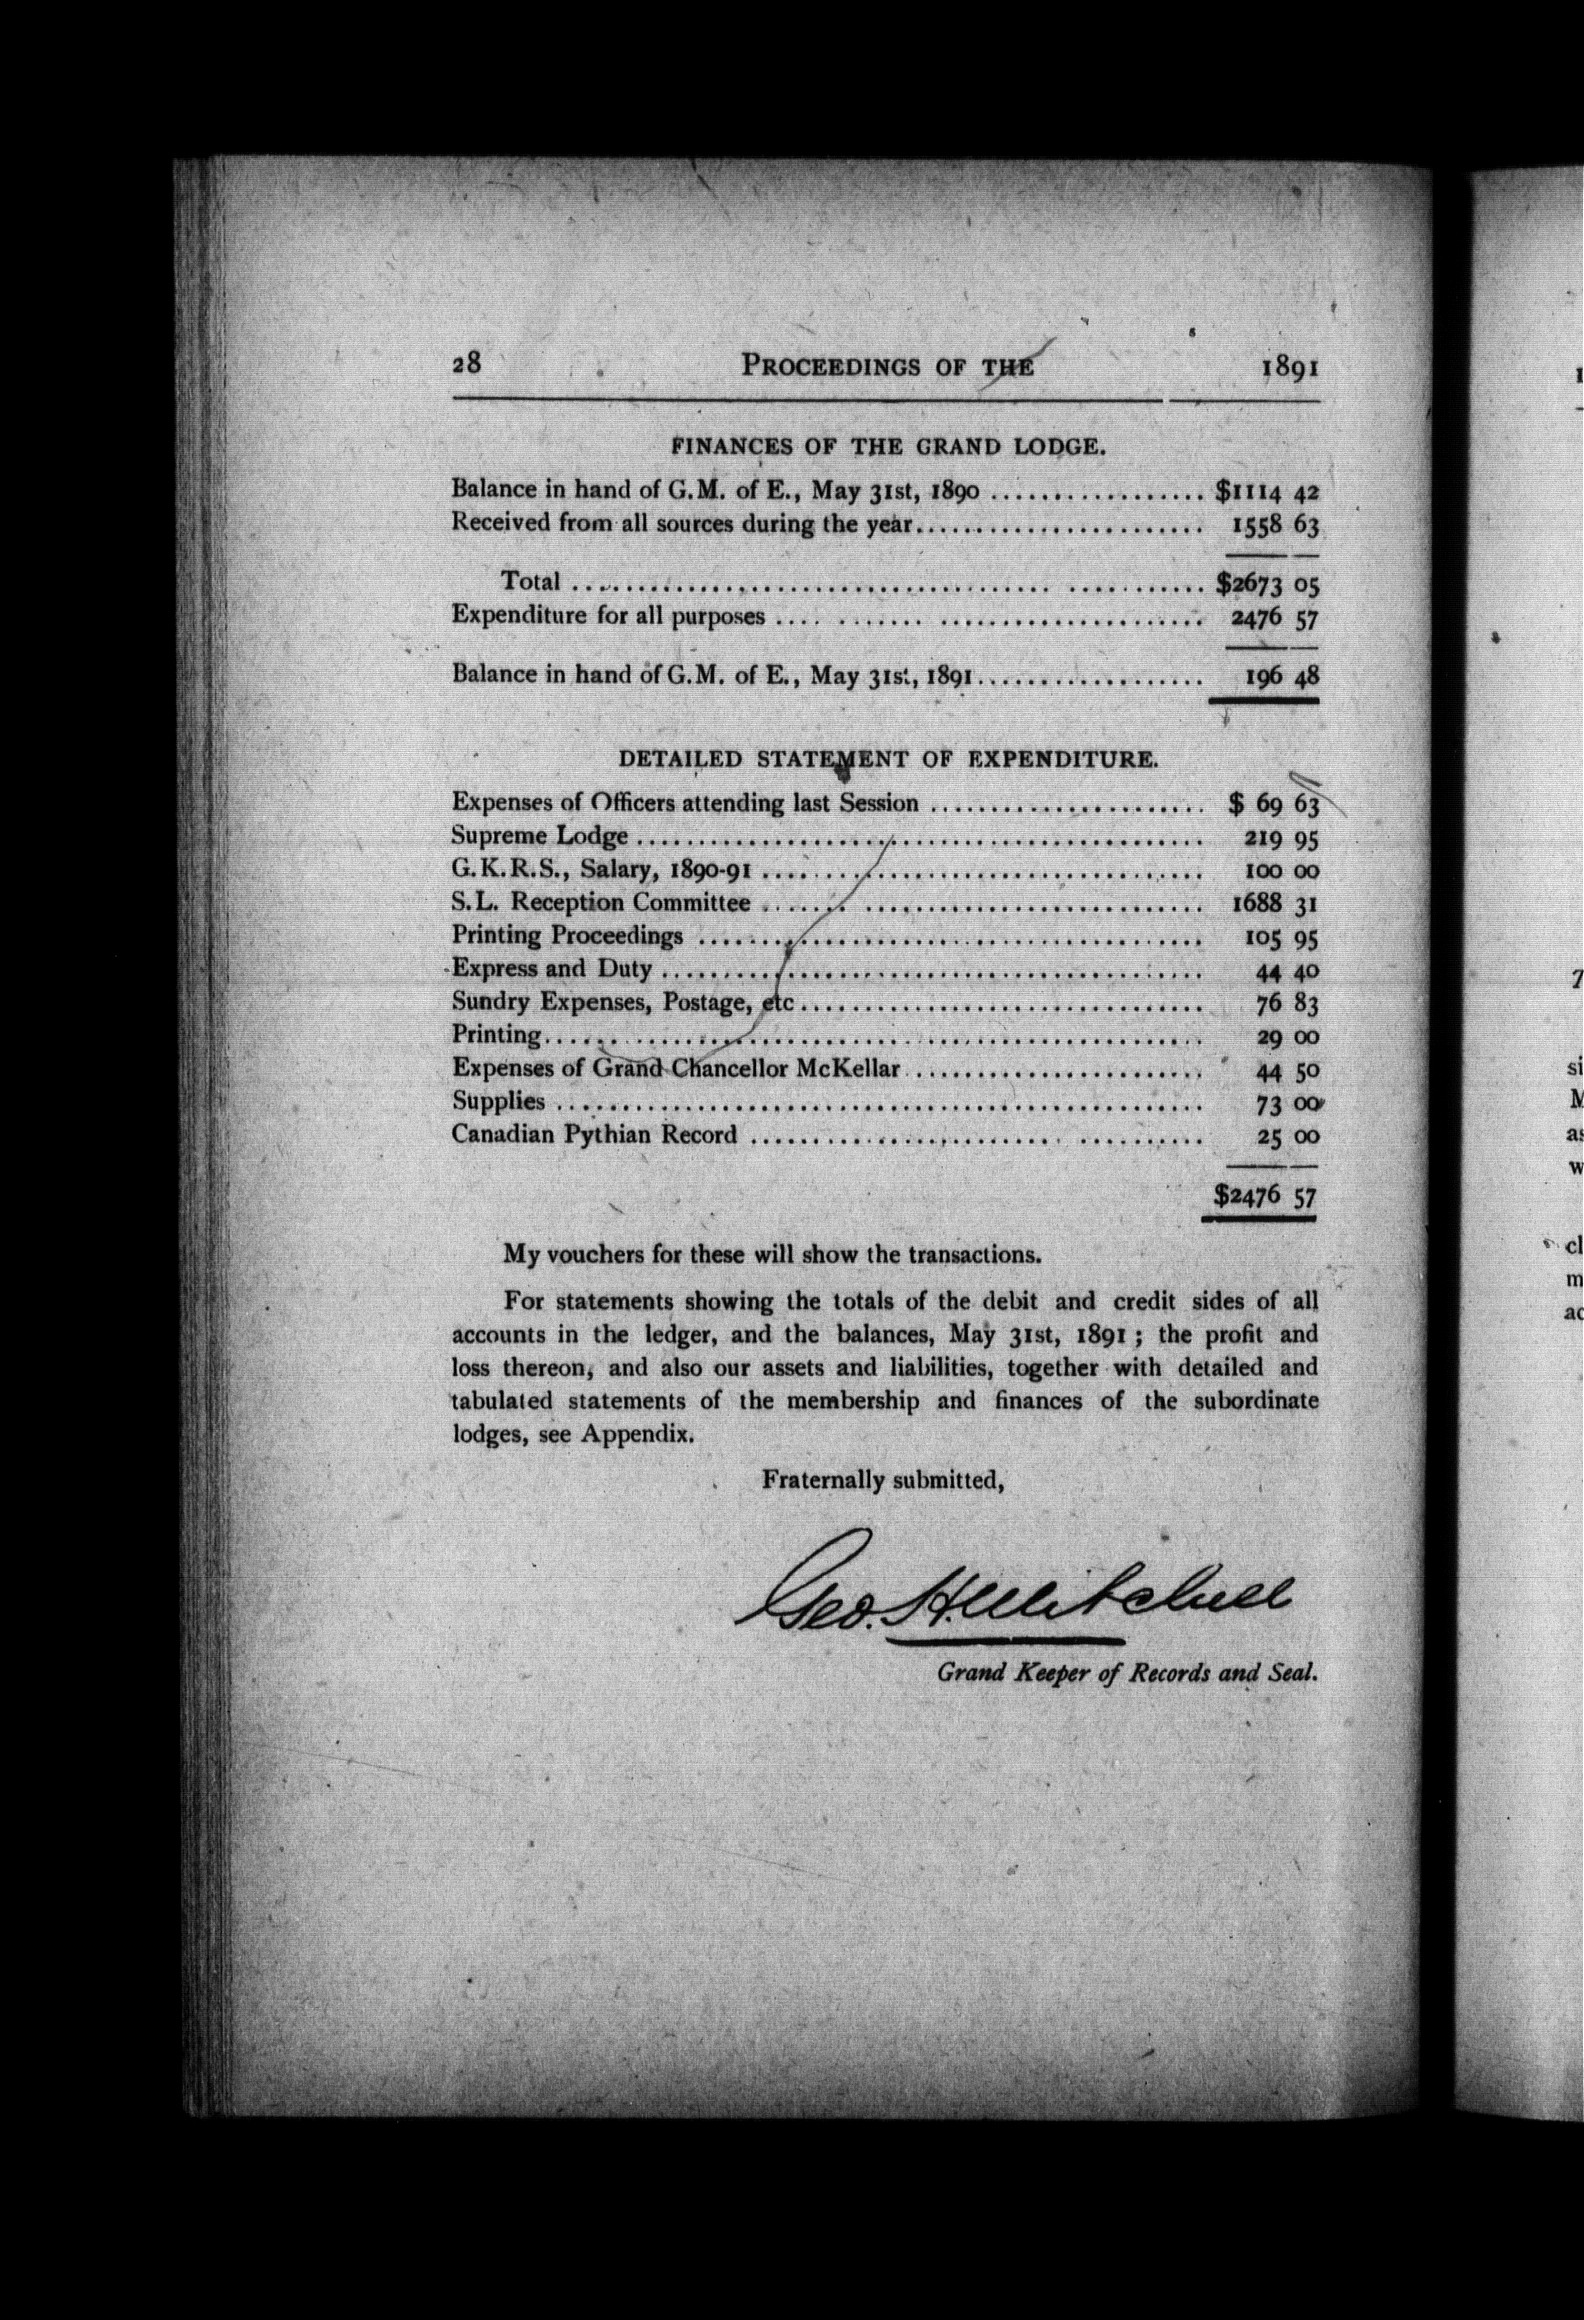 28 PROCEEDINGS OF THE 1891
FINANCES OF THE GRAND LODGE.
Balance in hand of G.M. of E., May 31st, 1890 ................. $1114 42
Received from all sources during the year....................... 1558 63
Total ........................................... $2673 05
Expenditure for all purposes .... ....... ..................... 2476 57
Balance in hand of G.M. of E., May 31st, 1891.................. 196 48
DETAILED STATEMENT OF EXPENDITURE.
Expenses of Officers attending last Session ...................... $ 69 63
Supreme Lodge.............................................. 219 95
G.K.R.S., Salary, 1890-91 .................................... 100 00
S.L. Reception Committee ....... ........................... 1688 31
Printing Proceedings ........................................ 105 95
Express and Duty........................................... 44 40
Sundry Expenses, Postage, etc................................ 76 83
Printing..................................................... 29 00
Expenses of Grand Chancellor McKellar ....................... 44 50
Supplies .................................................... 73 00
Canadian Pythian Record ......................... .......... 25 00
$2476 57
My vouchers for these will show the transactions.
For statements showing the totals of the debit and credit sides of all
accounts in the ledger, and the balances, May 31st, 1891 ; the profit and
loss thereon, and also our assets and liabilities, together with detailed and
tabulated statements of the membership and finances of the subordinate
lodges, see Appendix.
Fraternally submitted,
Geo. H. Mitchell
Grand Keeper of Records and Seal.